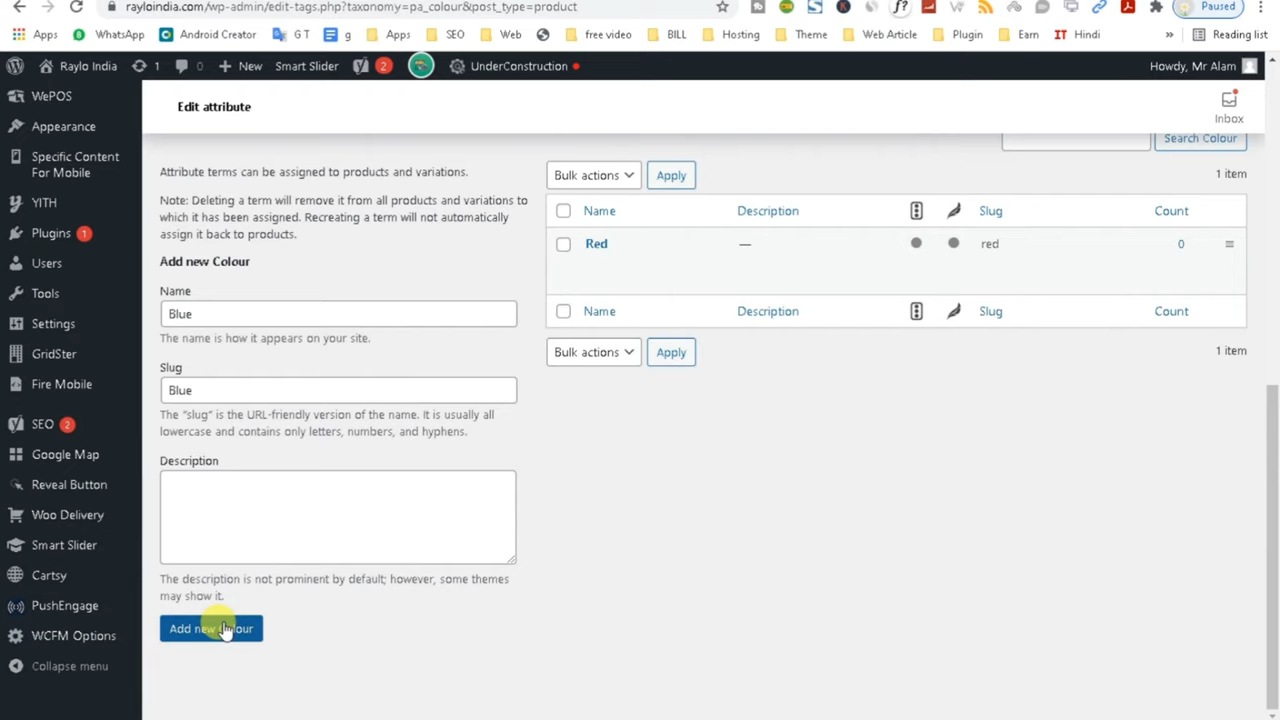 rayloindia.com/wp-admin/edit-tags.php?taxonomy=pa_colour&post_type=product
Paused
Apps
WhatsApp
Android Creator
G T
g
Apps
SEO
Web
free video
BILL
Hosting
Theme
Web Article
Plugin
Earn
IT Hindi
»
Reading list
Raylo India
1
0
+ New
Smart Slider
2
UnderConstruction
Howdy, Mr Alam
WePOS
Appearance
Specific Content
For Mobile
YITH
Plugins 1
Users
Tools
Settings
GridSter
Fire Mobile
SEO 2
Google Map
Reveal Button
Woo Delivery
Smart Slider
Cartsy
PushEngage
WCFM Options
Collapse menu
Edit attribute
Inbox
Search Colour
Attribute terms can be assigned to products and variations.
Note: Deleting a term will remove it from all products and variations to
which it has been assigned. Recreating a term will not automatically
assign it back to products.
Add new Colour
Name
Blue
The name is how it appears on your site.
Slug
Blue
The “slug” is the URL-friendly version of the name. It is usually all
lowercase and contains only letters, numbers, and hyphens.
Description
The description is not prominent by default; however, some themes
may show it.
Add new Colour
Bulk actions
Apply
1 item
Name
Description
Slug
Count
Red
—
red
0
Name
Description
Slug
Count
Bulk actions
Apply
1 item